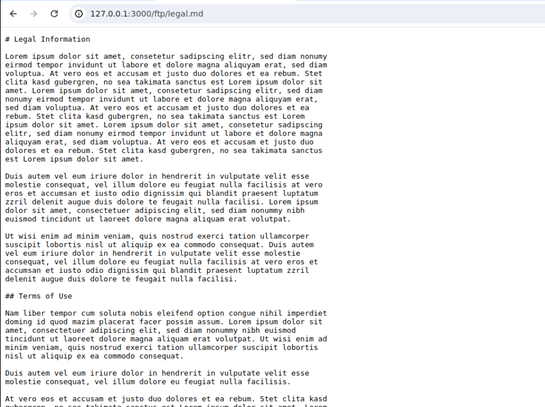 127.0.0.1:3000/ftp/legal.md
# Legal Information
Lorem ipsum dolor sit amet, consetetur sadipscing elitr, sed diam nonumy
eirmod tempor invidunt ut labore et dolore magna aliquyam erat, sed diam
voluptua. At vero eos et accusam et justo duo dolores et ea rebum. Stet
clita kasd gubergren, no sea takimata sanctus est Lorem ipsum dolor sit
amet. Lorem ipsum dolor sit amet, consetetur sadipscing elitr, sed diam
nonumy eirmod tempor invidunt ut labore et dolore magna aliquyam erat,
sed diam voluptua. At vero eos et accusam et justo duo dolores et ea
rebum. Stet clita kasd gubergren, no sea takimata sanctus est Lorem
ipsum dolor sit amet. Lorem ipsum dolor sit amet, consetetur sadipscing
elitr, sed diam nonumy eirmod tempor invidunt ut labore et dolore magna
aliquyam erat, sed diam voluptua. At vero eos et accusam et justo duo
dolores et ea rebum. Stet clita kasd gubergren, no sea takimata sanctus
est Lorem ipsum dolor sit amet.
Duis autem vel eum iriure dolor in hendrerit in vulputate velit esse
molestie consequat, vel illum dolore eu feugiat nulla facilisis at vero
eros et accumsan et iusto odio dignissim qui blandit praesent luptatum
zzril delenit augue duis dolore te feugait nulla facilisi. Lorem ipsum
dolor sit amet, consectetuer adipiscing elit, sed diam nonummy nibh
euismod tincidunt ut laoreet dolore magna aliquam erat volutpat.
Ut wisi enim ad minim veniam, quis nostrud exerci tation ullamcorper
suscipit lobortis nisl ut aliquip ex ea commodo consequat. Duis autem
vel eum iriure dolor in hendrerit in vulputate velit esse molestie
consequat, vel illum dolore eu feugiat nulla facilisis at vero eros et
accumsan et iusto odio dignissim qui blandit praesent luptatum zzril
delenit augue duis dolore te feugait nulla facilisi.
## Terms of Use
Nam liber tempor cum soluta nobis eleifend option congue nihil imperdiet
doming id quod mazim placerat facer possim assum. Lorem ipsum dolor sit
amet, consectetuer adipiscing elit, sed diam nonummy nibh euismod
tincidunt ut laoreet dolore magna aliquam erat volutpat. Ut wisi enim ad
minim veniam, quis nostrud exerci tation ullamcorper suscipit lobortis
nisl ut aliquip ex ea commodo consequat.
Duis autem vel eum iriure dolor in hendrerit in vulputate velit esse
molestie consequat, vel illum dolore eu feugiat nulla facilisis.
At vero eos et accusam et justo duo dolores et ea rebum. Stet clita kasd
gubergren, no sea takimata sanctus est Lorem ipsum dolor sit amet. Lorem